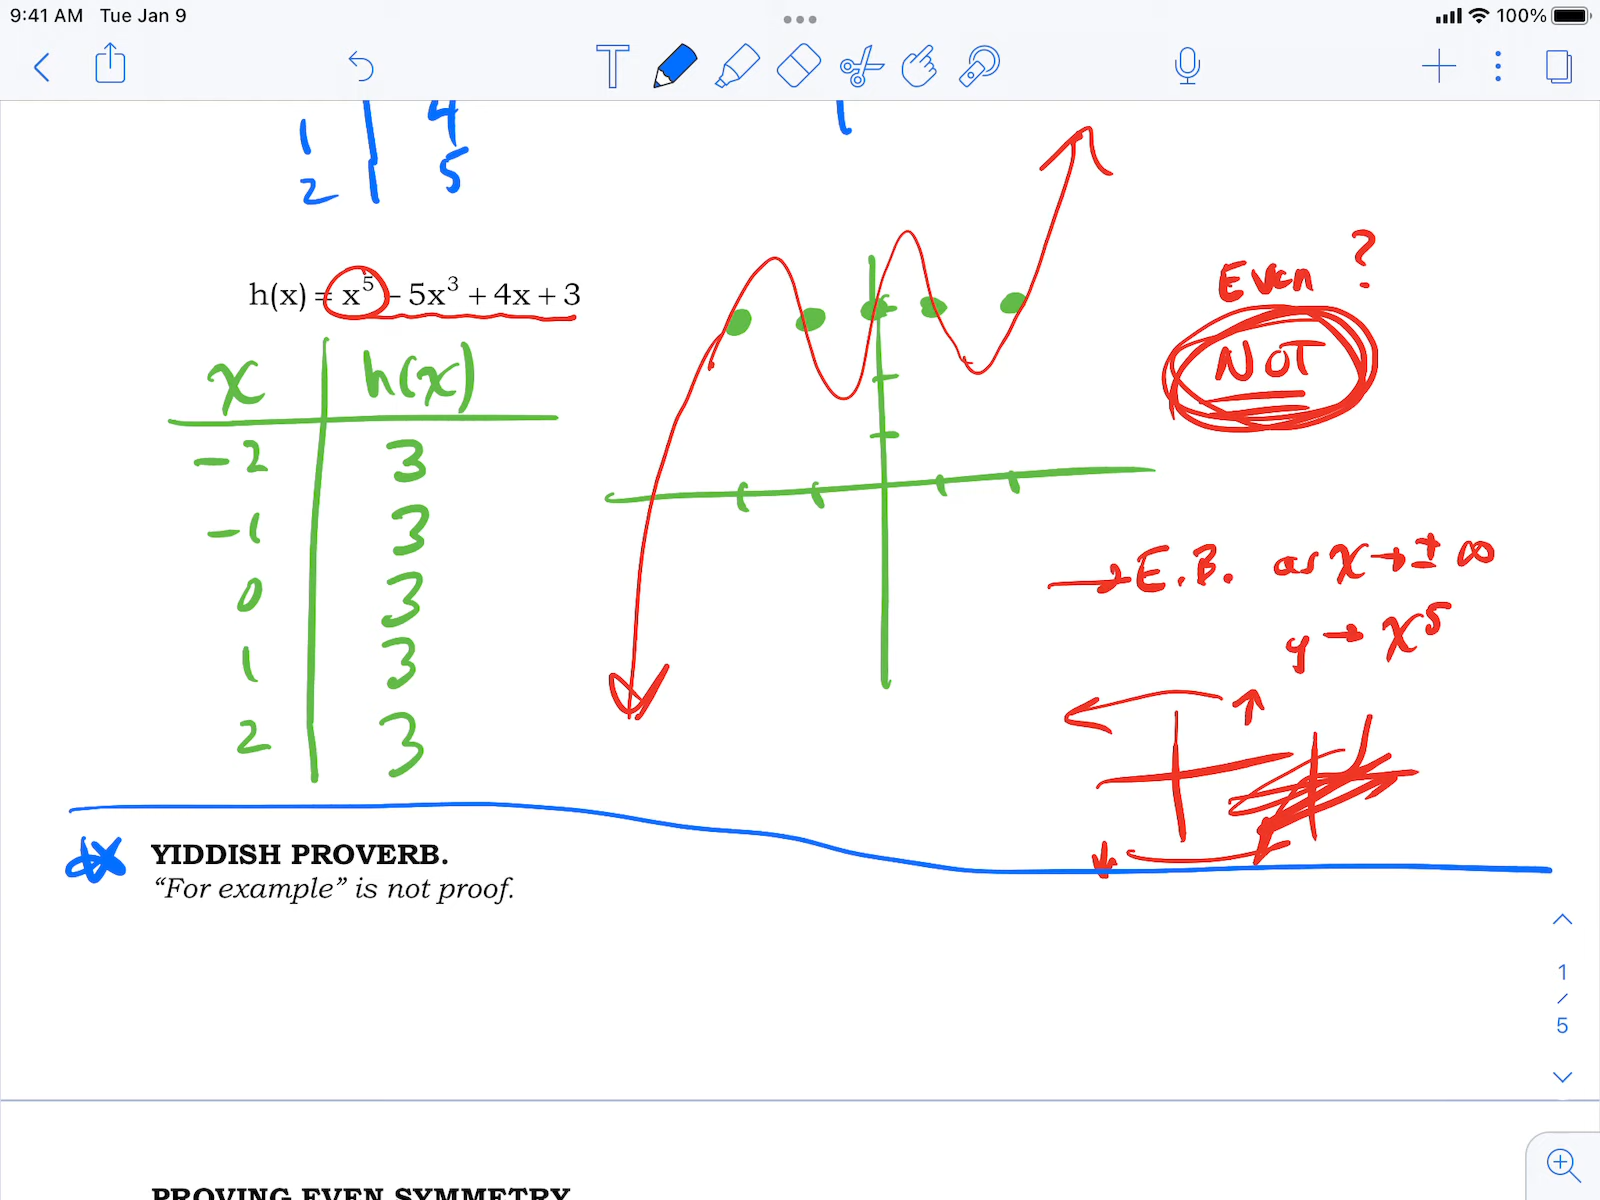 9:41 AM Tue Jan 9
100%
T
1 4
2 5
Even ?
NOT
h(x) = x⁵ – 5x³ + 4x + 3
x h(x)
-2 3
-1 3
0 3
1 3
2 3
→ E.B. as x → ± ∞
y → x⁵
YIDDISH PROVERB.
“For example” is not proof.
1
/
5
PROVING EVEN SYMMETRY